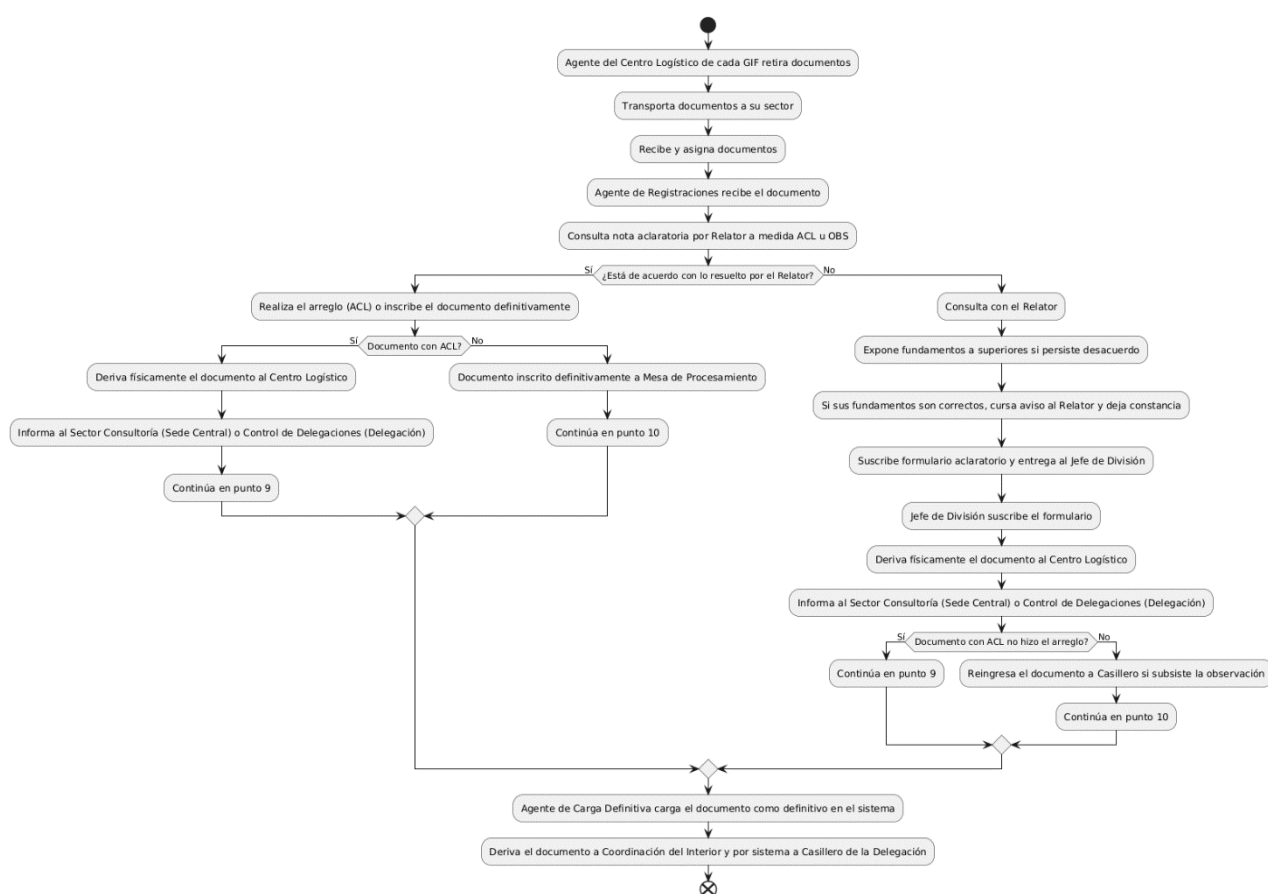 Agente del Centro Logístico de cada GIF retira documentos
Transporta documentos a su sector
Recibe y asigna documentos
Agente de Registraciones recibe el documento
Consulta nota aclaratoria por Relator a medida ACL u OBS
Sí
¿Está de acuerdo con lo resuelto por el Relator?
No
Realiza el arreglo (ACL) o inscribe el documento definitivamente
Sí
Documento con ACL?
No
Deriva físicamente el documento al Centro Logístico
Informa al Sector Consultoría (Sede Central) o Control de Delegaciones (Delegación)
Continúa en punto 9
Documento inscrito definitivamente a Mesa de Procesamiento
Continúa en punto 10
Consulta con el Relator
Expone fundamentos a superiores si persiste desacuerdo
Si sus fundamentos son correctos, cursa aviso al Relator y deja constancia
Suscribe formulario aclaratorio y entrega al Jefe de División
Jefe de División suscribe el formulario
Deriva físicamente el documento al Centro Logístico
Informa al Sector Consultoría (Sede Central) o Control de Delegaciones (Delegación)
Sí
Documento con ACL no hizo el arreglo?
No
Continúa en punto 9
Reingresa el documento a Casillero si subsiste la observación
Continúa en punto 10
Agente de Carga Definitiva carga el documento como definitivo en el sistema
Deriva el documento a Coordinación del Interior y por sistema a Casillero de la Delegación